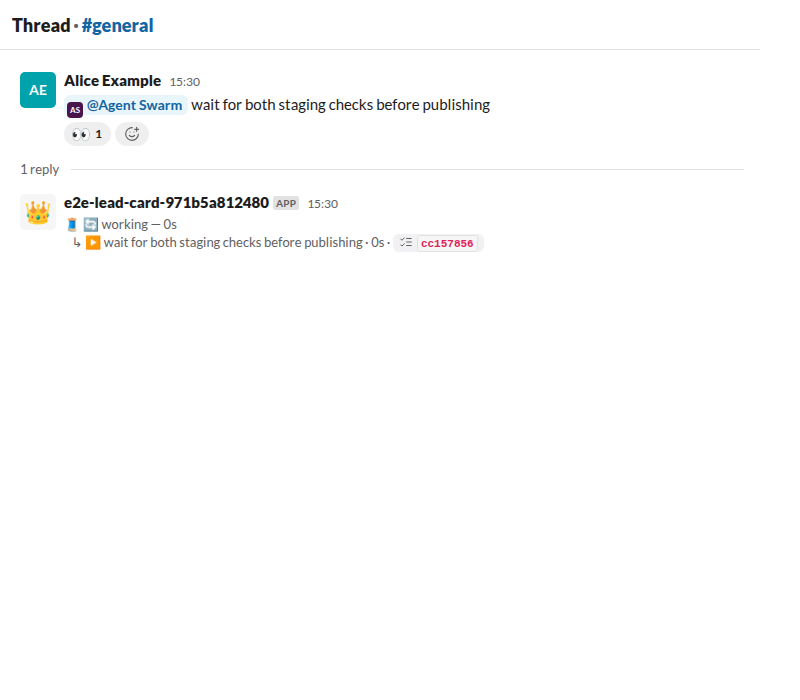 Thread · #general
AE
Alice Example 15:30
AS @Agent Swarm wait for both staging checks before publishing
1
1 reply
e2e-lead-card-971b5a812480 APP 15:30
working — 0s
↳ wait for both staging checks before publishing · 0s · cc157856